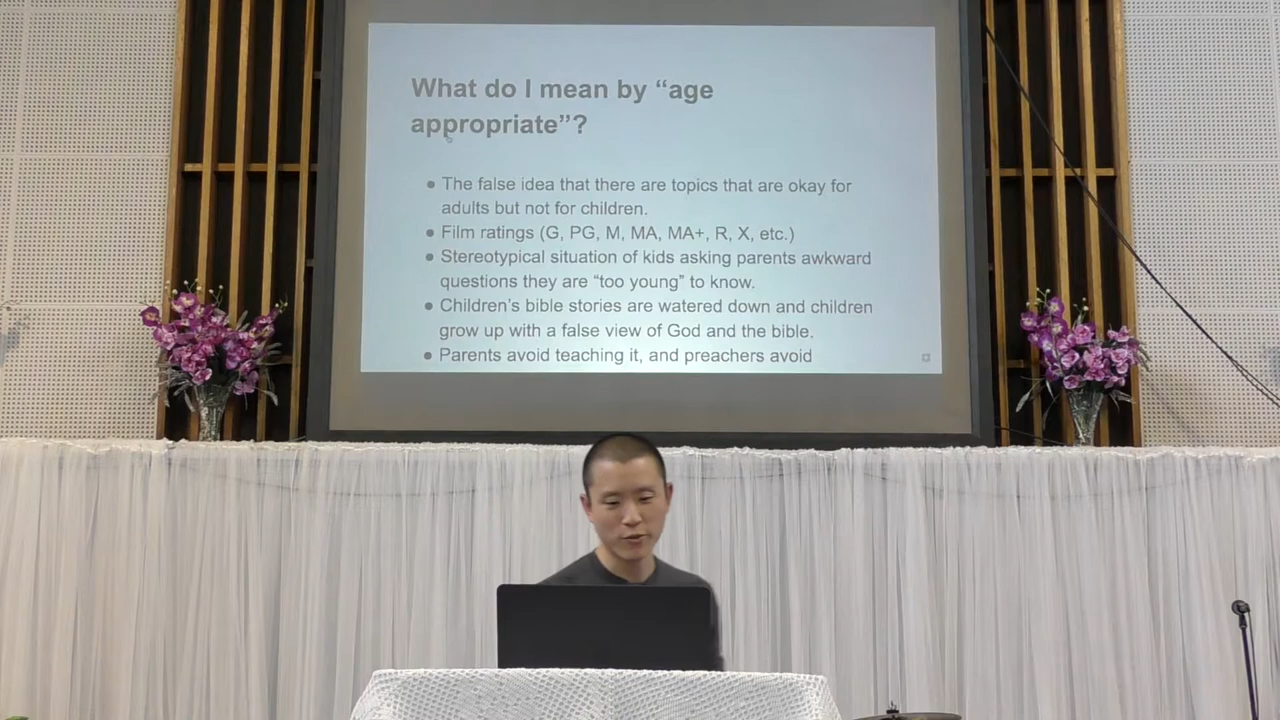 What do I mean by “age
appropriate”?
● The false idea that there are topics that are okay for
adults but not for children.
● Film ratings (G, PG, M, MA, MA+, R, X, etc.)
● Stereotypical situation of kids asking parents awkward
questions they are “too young” to know.
● Children’s bible stories are watered down and children
grow up with a false view of God and the bible.
● Parents avoid teaching it, and preachers avoid